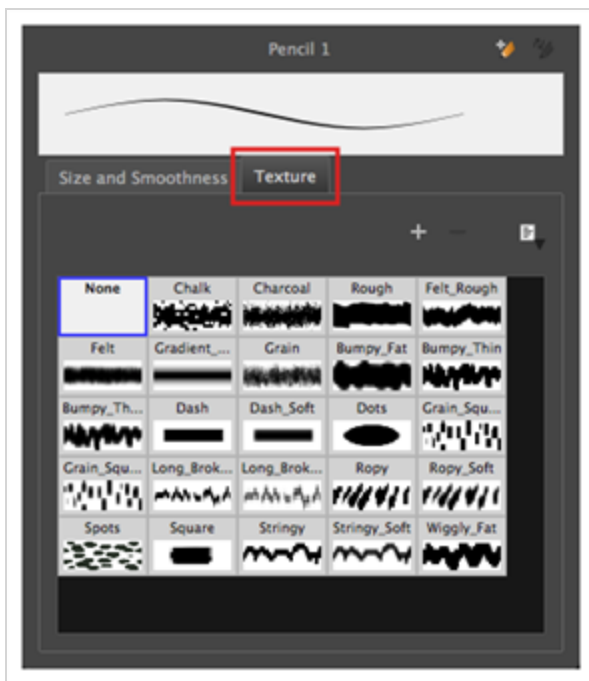 Pencil 1
Size and Smoothness Texture
None Chalk Charcoal Rough Felt_Rough
Felt Gradient_... Grain Bumpy_Fat Bumpy_Thin
Bumpy_Th... Dash Dash_Soft Dots Grain_Squ...
Grain_Squ... Long_Brok... Long_Brok... Ropy Ropy_Soft
Spots Square Stringy Stringy_Soft Wiggly_Fat